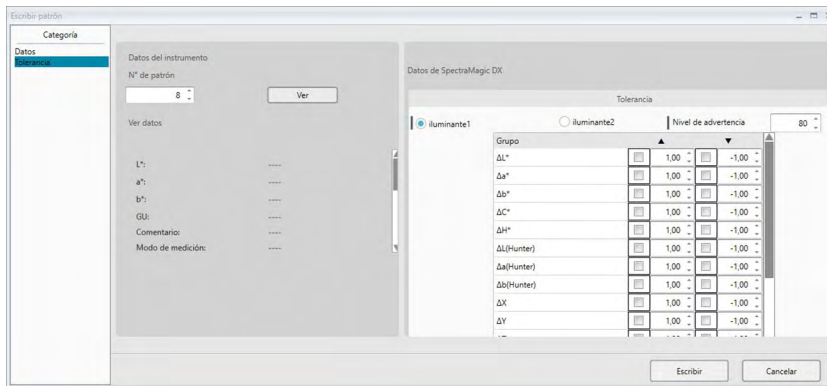 Escribir patrón
Categoría
Datos
Tolerancia
Datos del instrumento
N° de patrón
8
Ver
Ver datos
L*: ----
a*: ----
b*: ----
GU: ----
Comentario: ----
Modo de medición: ----
Datos de SpectraMagic DX
Tolerancia
iluminante1 iluminante2 Nivel de advertencia 80
Grupo ▲ ▼
ΔL* 1,00 -1,00
Δa* 1,00 -1,00
Δb* 1,00 -1,00
ΔC* 1,00 -1,00
ΔH* 1,00 -1,00
ΔL(Hunter) 1,00 -1,00
Δa(Hunter) 1,00 -1,00
Δb(Hunter) 1,00 -1,00
ΔX 1,00 -1,00
ΔY 1,00 -1,00
Escribir Cancelar